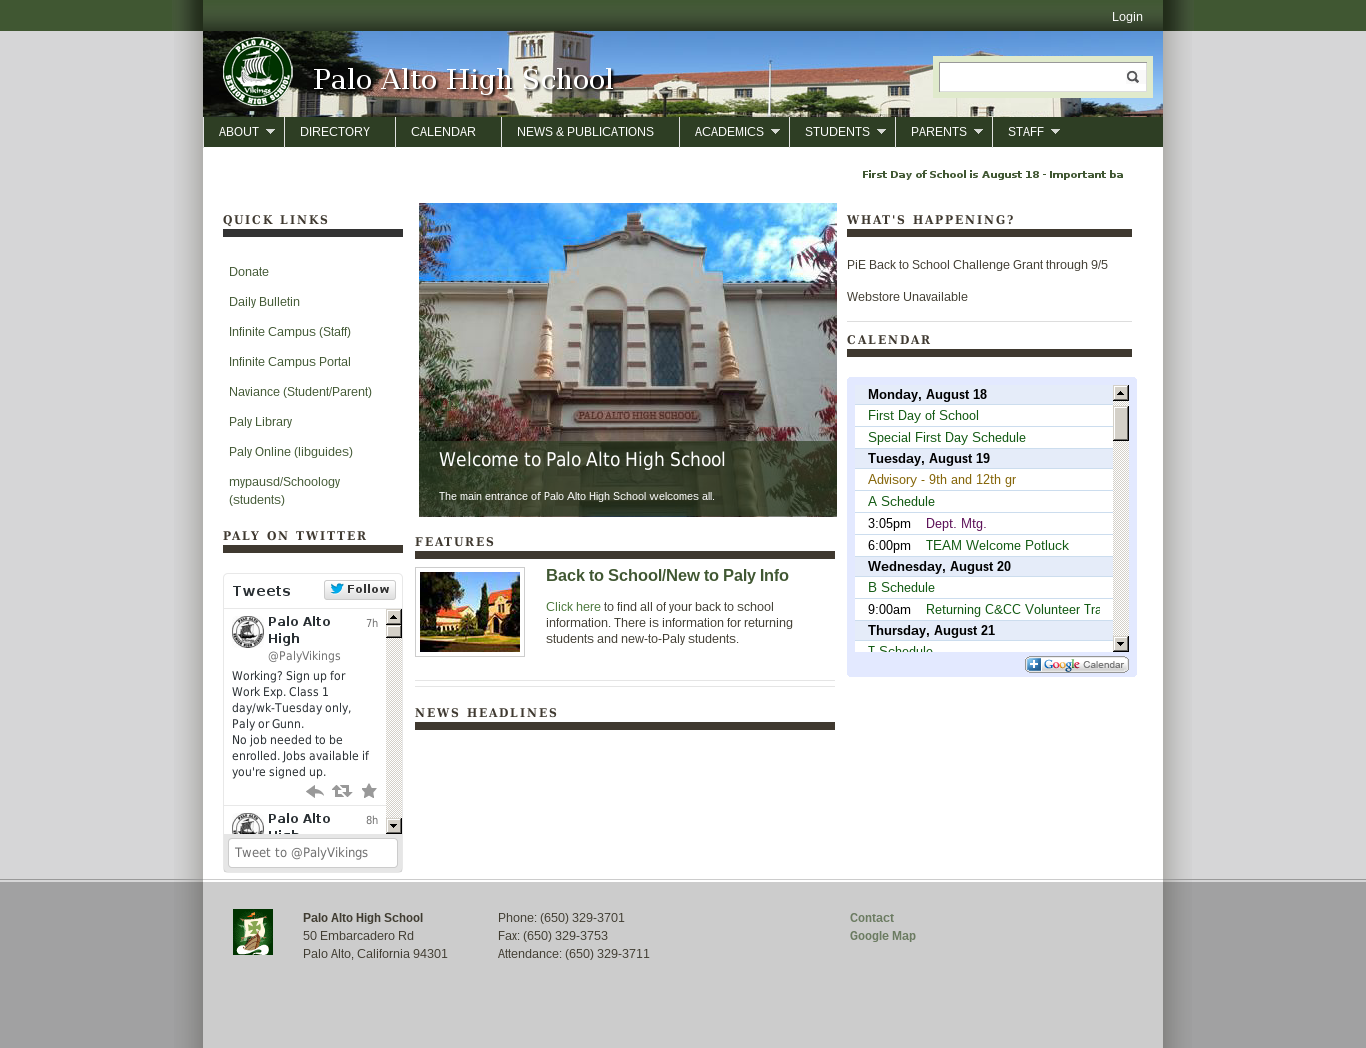 Login
PALO ALTO
Vikings
SENIOR HIGH SCHOOL
Palo Alto High School
ABOUT
DIRECTORY
CALENDAR
NEWS & PUBLICATIONS
ACADEMICS
STUDENTS
PARENTS
STAFF
First Day of School is August 18 - Important ba
QUICK LINKS
Donate
Daily Bulletin
Infinite Campus (Staff)
Infinite Campus Portal
Naviance (Student/Parent)
Paly Library
Paly Online (libguides)
mypausd/Schoology
(students)
PALY ON TWITTER
Tweets
Follow
Palo Alto
High
7h
@PalyVikings
Working? Sign up for
Work Exp. Class 1
day/wk-Tuesday only,
Paly or Gunn.
No job needed to be
enrolled. Jobs available if
you're signed up.
Palo Alto
High
8h
Tweet to @PalyVikings
PALO ALTO HIGH SCHOOL
Welcome to Palo Alto High School
The main entrance of Palo Alto High School welcomes all.
FEATURES
Back to School/New to Paly Info
Click here to find all of your back to school
information. There is information for returning
students and new-to-Paly students.
NEWS HEADLINES
WHAT'S HAPPENING?
PiE Back to School Challenge Grant through 9/5
Webstore Unavailable
CALENDAR
Monday, August 18
First Day of School
Special First Day Schedule
Tuesday, August 19
Advisory - 9th and 12th gr
A Schedule
3:05pm Dept. Mtg.
6:00pm TEAM Welcome Potluck
Wednesday, August 20
B Schedule
9:00am Returning C&CC Volunteer Tra
Thursday, August 21
T Schedule
Google Calendar
Palo Alto High School
50 Embarcadero Rd
Palo Alto, California 94301
Phone: (650) 329-3701
Fax: (650) 329-3753
Attendance: (650) 329-3711
Contact
Google Map